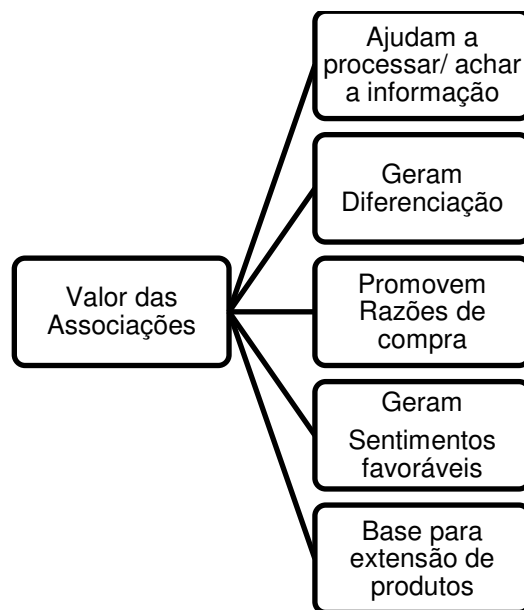 Ajudam a
processar/ achar
a informação
Geram
Diferenciação
Valor das
Associações
Promovem
Razões de
compra
Geram
Sentimentos
favoráveis
Base para
extensão de
produtos